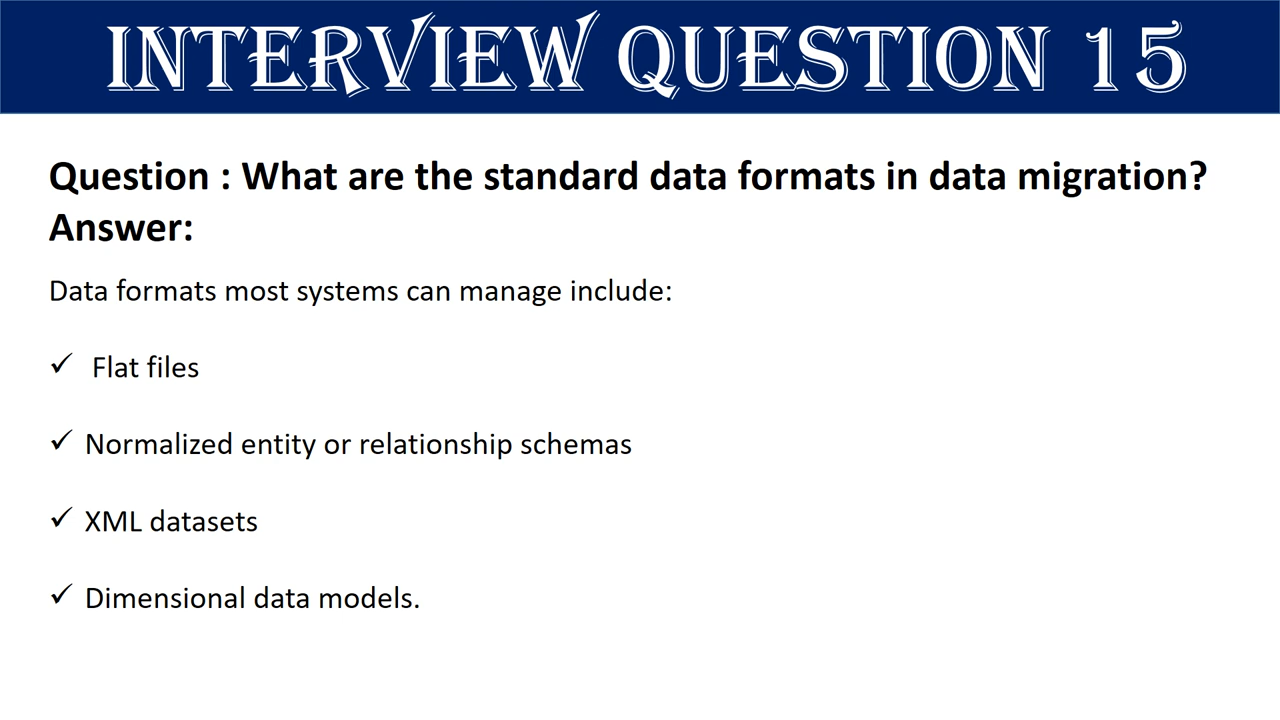 INTERVIEW QUESTION 15
Question : What are the standard data formats in data migration?
Answer:
Data formats most systems can manage include:
✓ Flat files
✓ Normalized entity or relationship schemas
✓ XML datasets
✓ Dimensional data models.